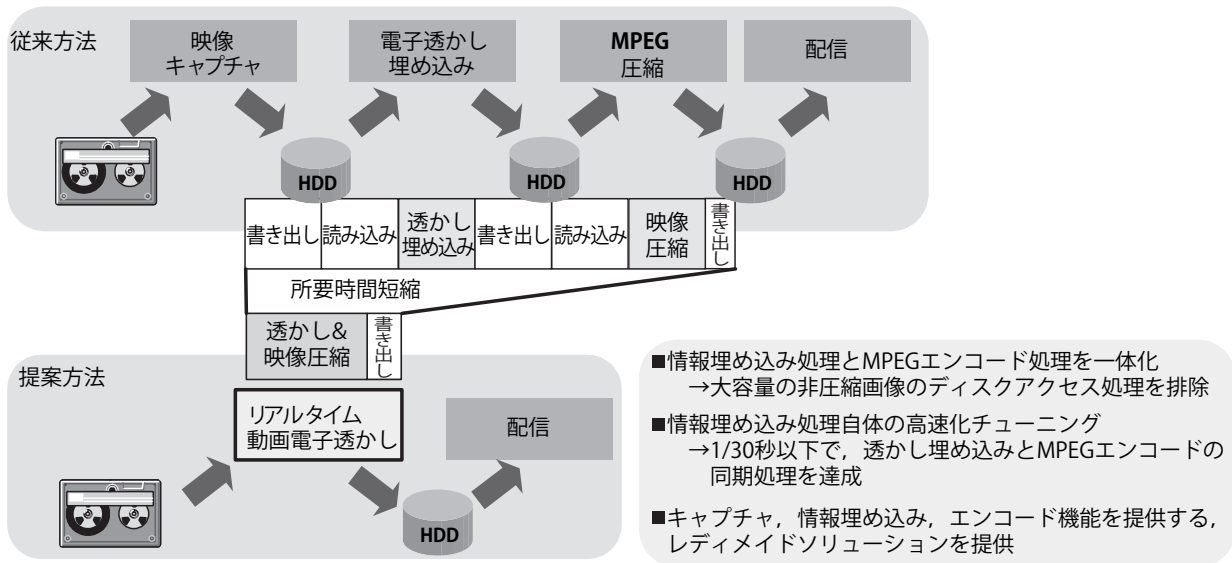 従来方法
映像
キャプチャ
電子透かし
埋め込み
MPEG
圧縮
配信
HDD
HDD
HDD
書き出し
読み込み
透かし
埋め込み
書き出し
読み込み
映像
圧縮
書き出し
所要時間短縮
透かし&
映像圧縮
書き出し
提案方法
リアルタイム
動画電子透かし
配信
HDD
■情報埋め込み処理とMPEGエンコード処理を一体化
→大容量の非圧縮画像のディスクアクセス処理を排除
■情報埋め込み処理自体の高速化チューニング
→1/30秒以下で，透かし埋め込みとMPEGエンコードの
同期処理を達成
■キャプチャ，情報埋め込み，エンコード機能を提供する，
レディメイドソリューションを提供